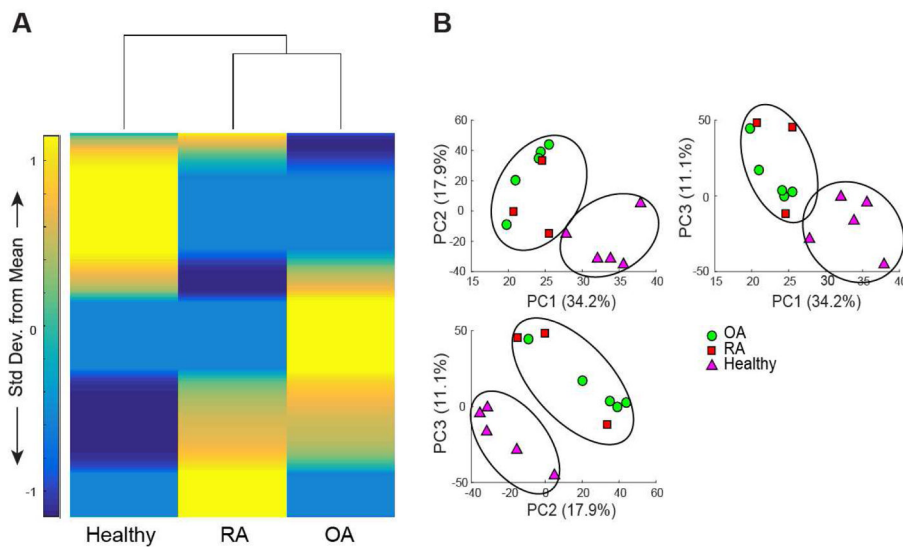 A
B
Std Dev. from Mean
1
0
-1
Healthy
RA
OA
PC2 (17.9%)
60
40
20
0
-20
-40
15
20
25
30
35
40
PC1 (34.2%)
PC3 (11.1%)
50
0
-50
15
20
25
30
35
40
PC1 (34.2%)
PC3 (11.1%)
50
0
-50
-40
-20
0
20
40
60
PC2 (17.9%)
OA
RA
Healthy